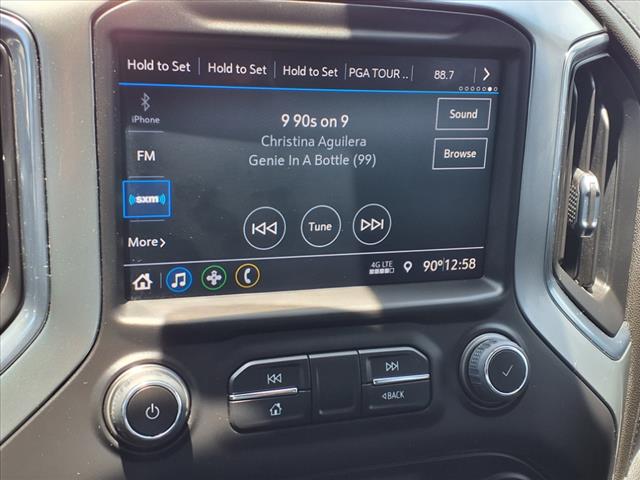 Hold to Set Hold to Set Hold to Set PGA TOUR .. 88.7
iPhone
9 90s on 9
Christina Aguilera
Genie In A Bottle (99)
Sound
FM
Browse
sxm
Tune
More
4G LTE
90° 12:58
BACK